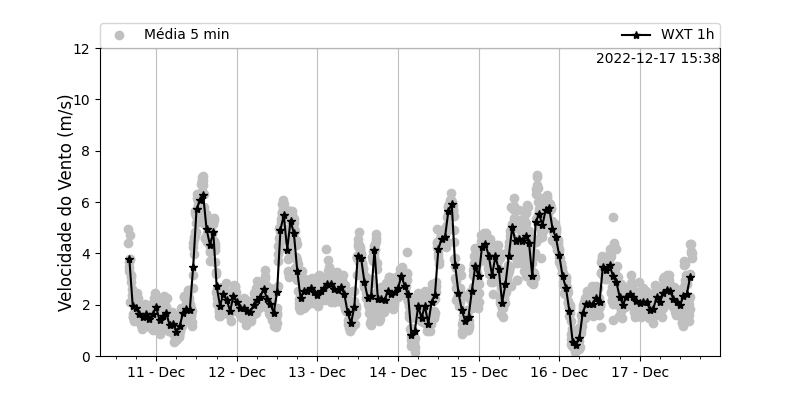 Média 5 min
WXT 1h
2022-12-17 15:38
Velocidade do Vento (m/s)
12
10
8
6
4
2
0
11 - Dec
12 - Dec
13 - Dec
14 - Dec
15 - Dec
16 - Dec
17 - Dec